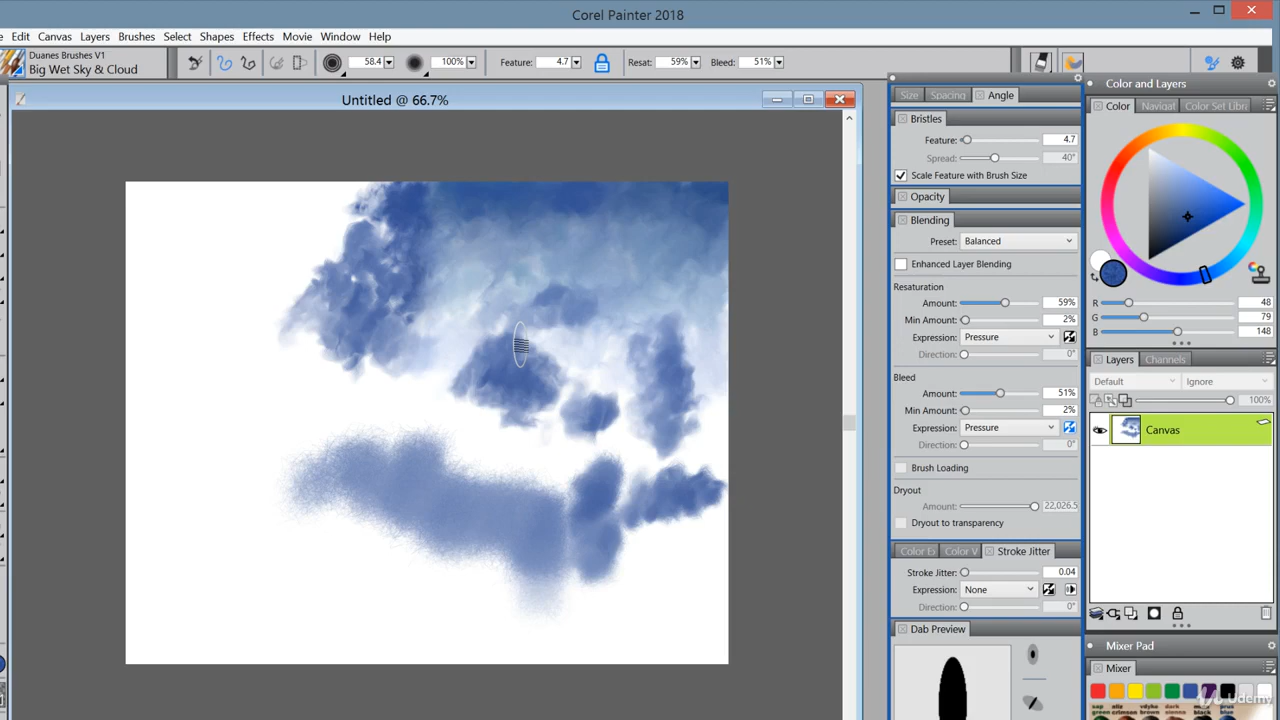 Corel Painter 2018
Edit Canvas Layers Brushes Select Shapes Effects Movie Window Help
Duanes Brushes V1
Big Wet Sky & Cloud
58.4 100% Feature: 4.7 Resat: 59% Bleed: 51%
Untitled @ 66.7%
Size Spacing Angle
Bristles
Feature: 4.7
Spread: 40°
Scale Feature with Brush Size
Opacity
Blending
Preset: Balanced
Enhanced Layer Blending
Resaturation
Amount: 59%
Min Amount: 2%
Expression: Pressure
Direction: 0°
Bleed
Amount: 51%
Min Amount: 2%
Expression: Pressure
Direction: 0°
Brush Loading
Dryout
Amount: 22,026.5
Dryout to transparency
Color E Color V Stroke Jitter
Stroke Jitter: 0.04
Expression: None
Direction: 0°
Dab Preview
Color and Layers
Color Navigat Color Set Libri
R 48
G 79
B 148
Layers Channels
Default Ignore
100%
Canvas
Mixer Pad
Mixer
Udemy